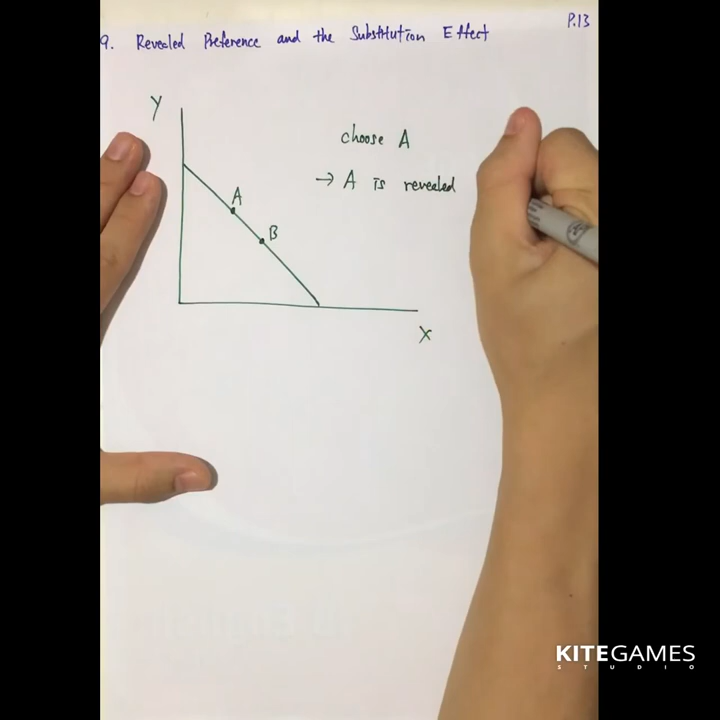 P.13
9. Revealed Preference and the Substitution Effect
Y
choose A
→ A is revealed
A
B
X
KITEGAMES
STUDIO